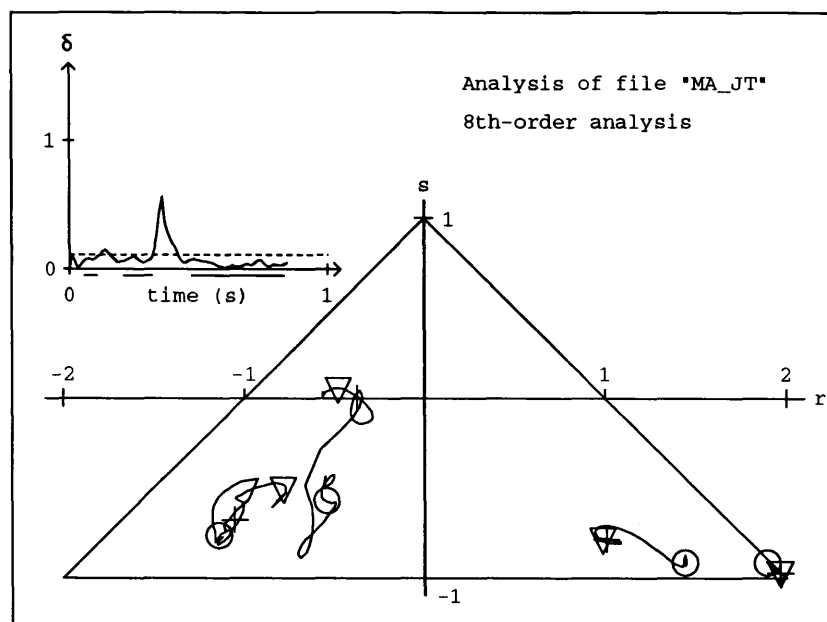 δ
Analysis of file "MA_JT"
8th-order analysis
1
0
0
time (s)
1
s
1
-2
-1
1
2
r
-1